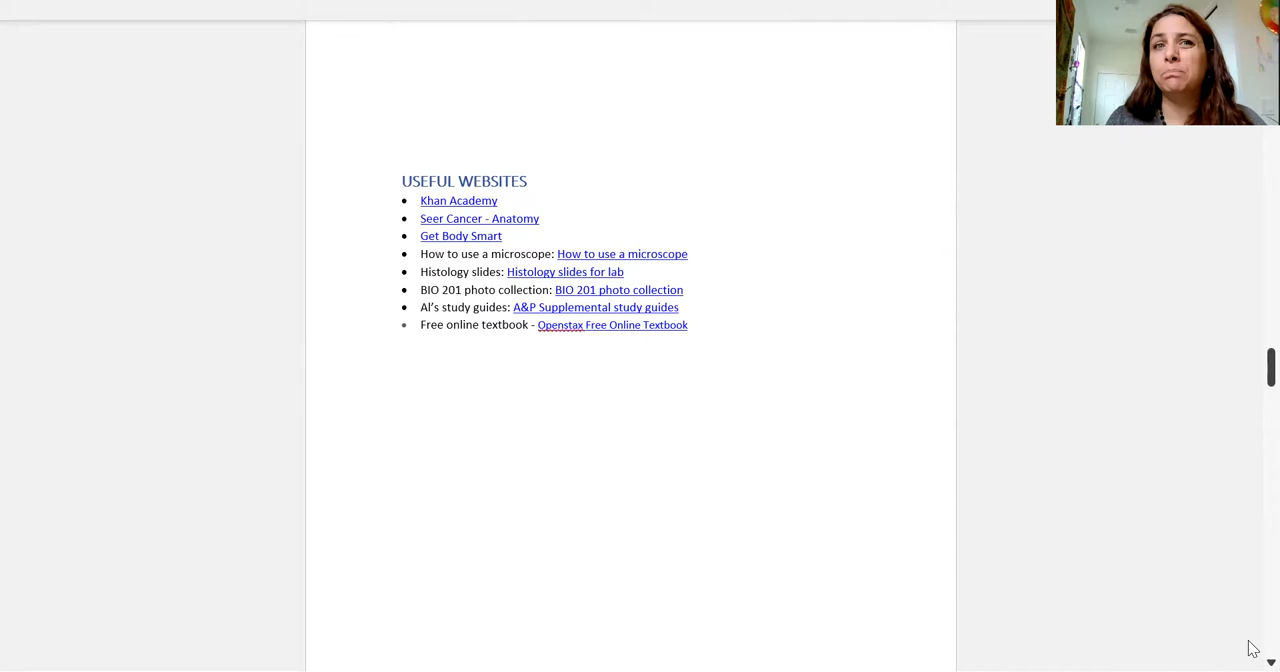 USEFUL WEBSITES
• Khan Academy
• Seer Cancer - Anatomy
• Get Body Smart
• How to use a microscope: How to use a microscope
• Histology slides: Histology slides for lab
• BIO 201 photo collection: BIO 201 photo collection
• Al's study guides: A&P Supplemental study guides
• Free online textbook - Openstax Free Online Textbook